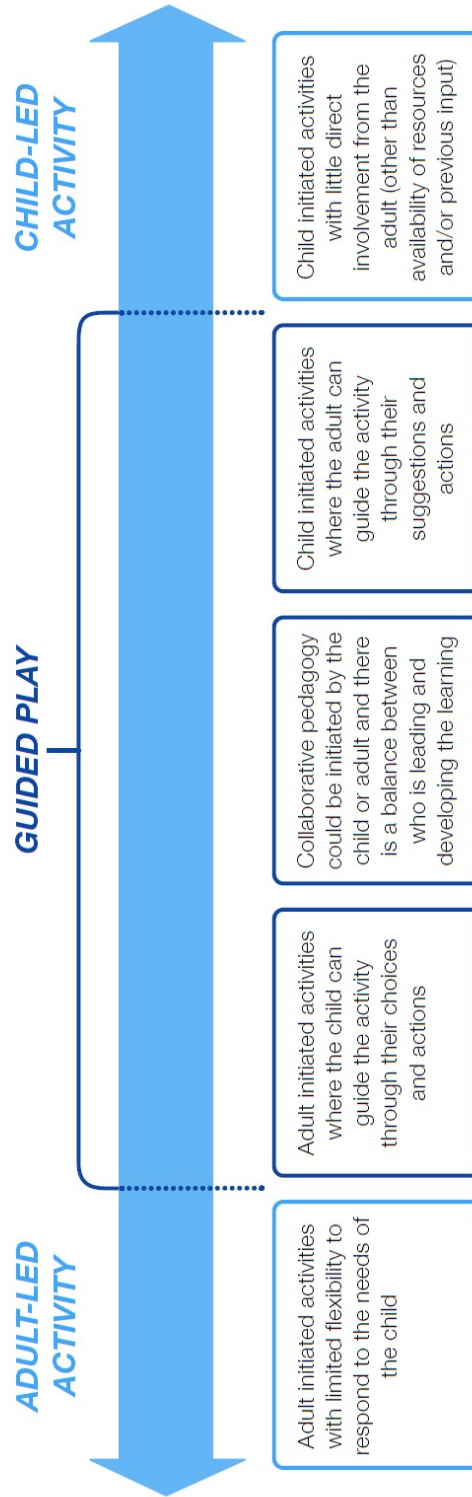 ADULT-LED
ACTIVITY
GUIDED PLAY
CHILD-LED
ACTIVITY
Adult initiated activities
with limited flexibility to
respond to the needs of
the child
Adult initiated activities
where the child can
guide the activity
through their choices
and actions
Collaborative pedagogy
could be initiated by the
child or adult and there
is a balance between
who is leading and
developing the learning
Child initiated activities
where the adult can
guide the activity
through their
suggestions and
actions
Child initiated activities
with little direct
involvement from the
adult (other than
availability of resources
and/or previous input)